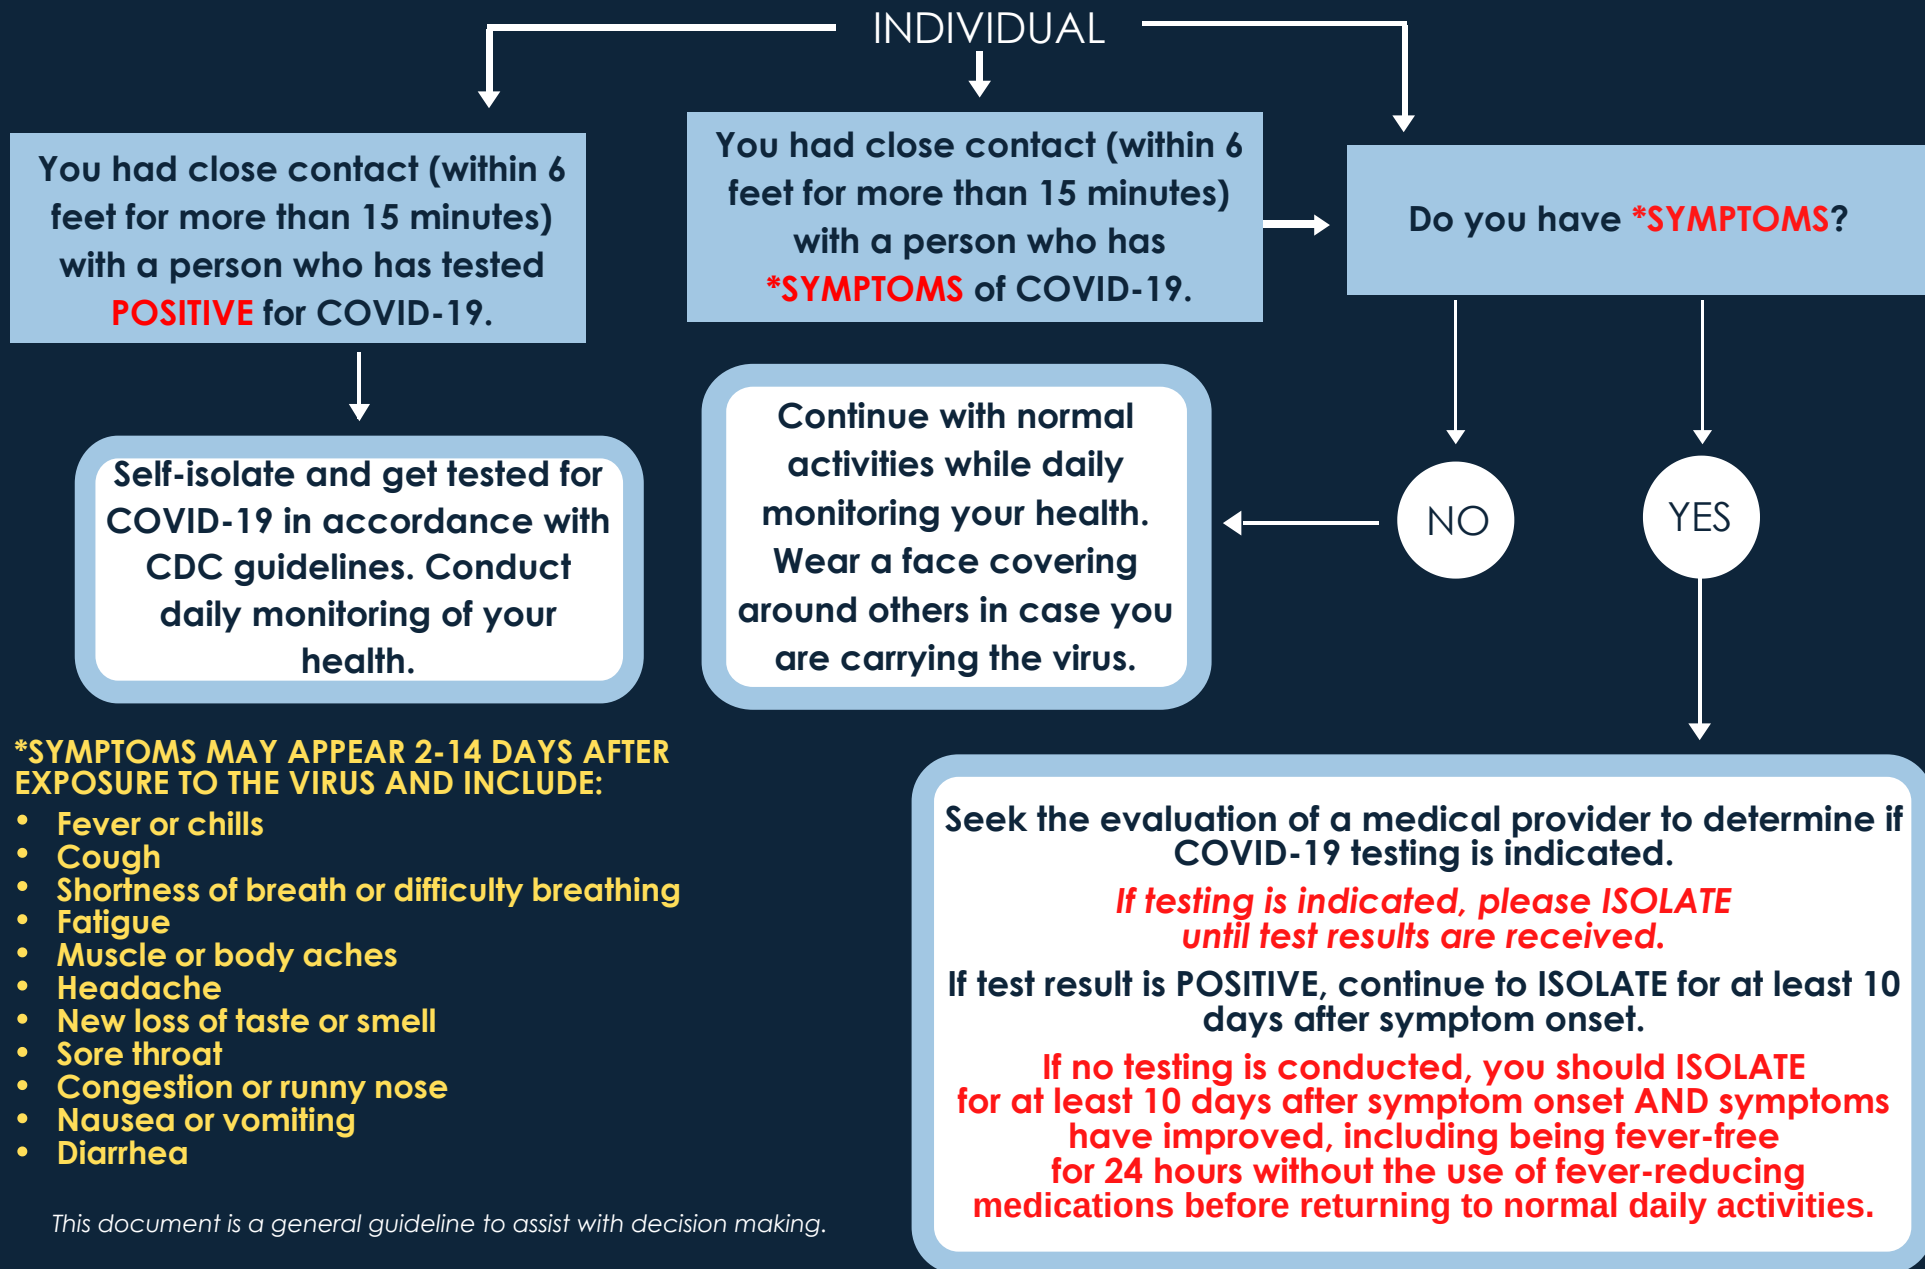 INDIVIDUAL
You had close contact (within 6
feet for more than 15 minutes)
with a person who has tested
POSITIVE for COVID-19.
You had close contact (within 6
feet for more than 15 minutes)
with a person who has
*SYMPTOMS of COVID-19.
Do you have *SYMPTOMS?
Self-isolate and get tested for
COVID-19 in accordance with
CDC guidelines. Conduct
daily monitoring of your
health.
Continue with normal
activities while daily
monitoring your health.
Wear a face covering
around others in case you
are carrying the virus.
NO
YES
*SYMPTOMS MAY APPEAR 2-14 DAYS AFTER
EXPOSURE TO THE VIRUS AND INCLUDE:
• Fever or chills
• Cough
• Shortness of breath or difficulty breathing
• Fatigue
• Muscle or body aches
• Headache
• New loss of taste or smell
• Sore throat
• Congestion or runny nose
• Nausea or vomiting
• Diarrhea
This document is a general guideline to assist with decision making.
Seek the evaluation of a medical provider to determine if
COVID-19 testing is indicated.
If testing is indicated, please ISOLATE
until test results are received.
If test result is POSITIVE, continue to ISOLATE for at least 10
days after symptom onset.
If no testing is conducted, you should ISOLATE
for at least 10 days after symptom onset AND symptoms
have improved, including being fever-free
for 24 hours without the use of fever-reducing
medications before returning to normal daily activities.